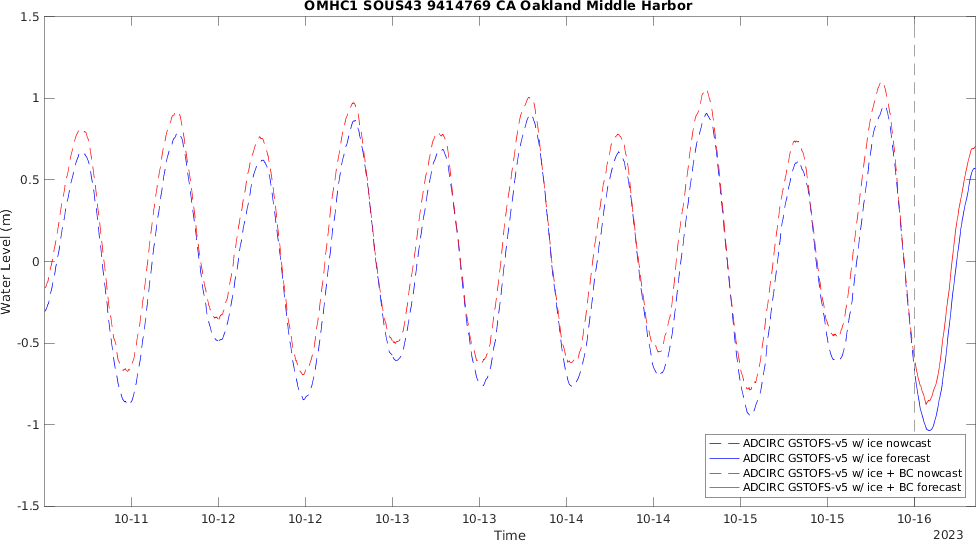 OMHC1 SOUS43 9414769 CA Oakland Middle Harbor
1.5
1
0.5
0
-0.5
-1
-1.5
Water Level (m)
ADCIRC GSTOFS-v5 w/ ice nowcast
ADCIRC GSTOFS-v5 w/ ice forecast
ADCIRC GSTOFS-v5 w/ ice + BC nowcast
ADCIRC GSTOFS-v5 w/ ice + BC forecast
10-11 10-12 10-12 10-13 10-13 10-14 10-14 10-15 10-15 10-16
Time
2023